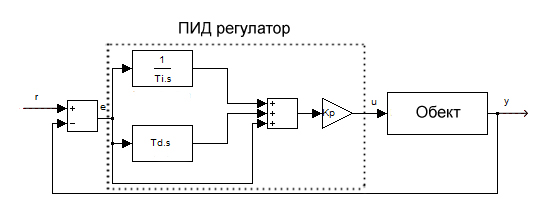 ПИД регулатор
1
Ti.s
r
+
−
e
Td.s
+
+
+
Kp
u
Обект
y